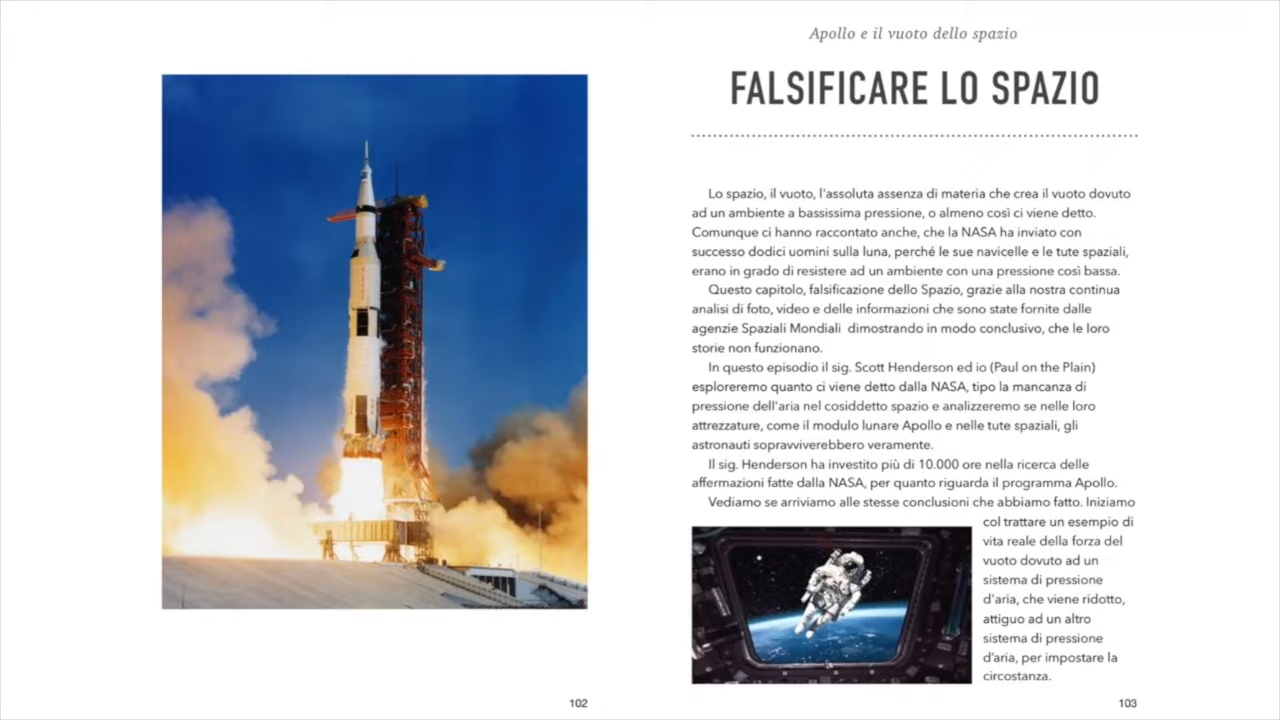 Apollo e il vuoto dello spazio
FALSIFICARE LO SPAZIO
Lo spazio, il vuoto, l'assoluta assenza di materia che crea il vuoto dovuto
ad un ambiente a bassissima pressione, o almeno così ci viene detto.
Comunque ci hanno raccontato anche, che la NASA ha inviato con
successo dodici uomini sulla luna, perché le sue navicelle e le tute spaziali,
erano in grado di resistere ad un ambiente con una pressione così bassa.
Questo capitolo, falsificazione dello Spazio, grazie alla nostra continua
analisi di foto, video e delle informazioni che sono state fornite dalle
agenzie Spaziali Mondiali dimostrando in modo conclusivo, che le loro
storie non funzionano.
In questo episodio il sig. Scott Henderson ed io (Paul on the Plain)
esploreremo quanto ci viene detto dalla NASA, tipo la mancanza di
pressione dell'aria nel cosiddetto spazio e analizzeremo se nelle loro
attrezzature, come il modulo lunare Apollo e nelle tute spaziali, gli
astronauti sopravviverebbero veramente.
Il sig. Henderson ha investito più di 10.000 ore nella ricerca delle
affermazioni fatte dalla NASA, per quanto riguarda il programma Apollo.
Vediamo se arriviamo alle stesse conclusioni che abbiamo fatto. Iniziamo
col trattare un esempio di
vita reale della forza del
vuoto dovuto ad un
sistema di pressione
d'aria, che viene ridotto,
attiguo ad un altro
sistema di pressione
d'aria, per impostare la
circostanza.
102
103